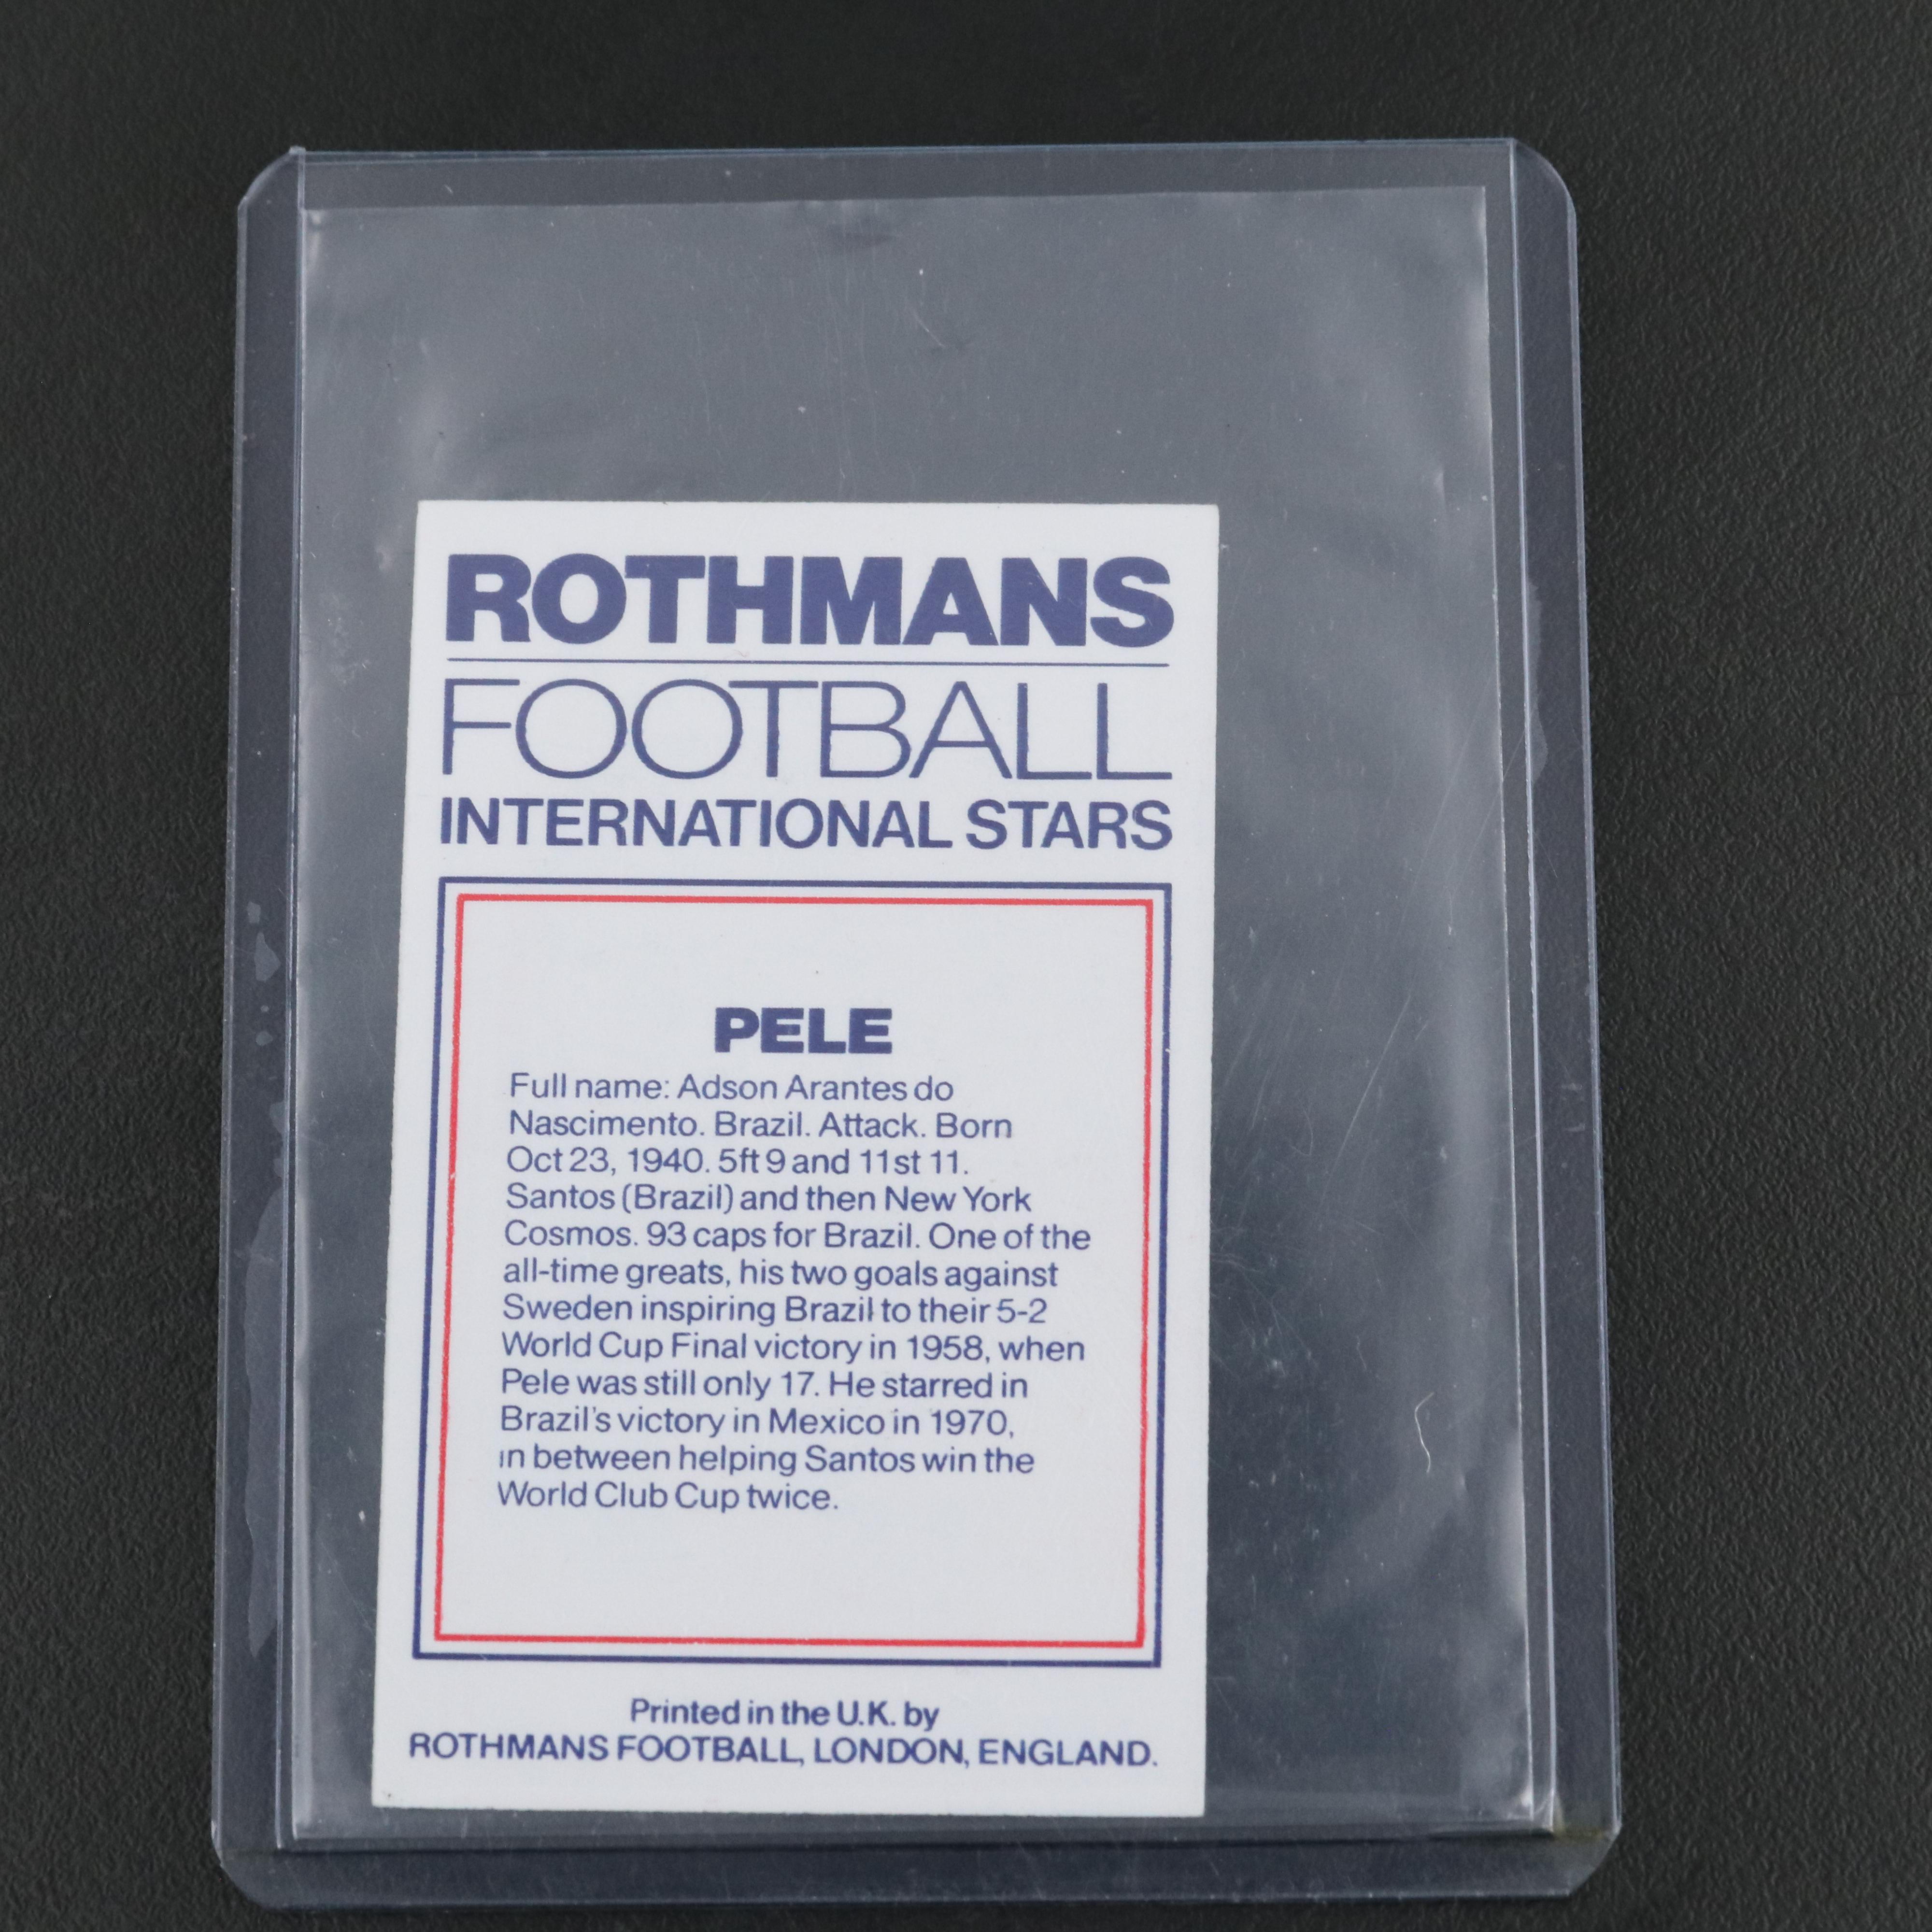 ROTHMANS
FOOTBALL
INTERNATIONAL STARS
PELE
Full name: Adson Arantes do
Nascimento. Brazil. Attack. Born
Oct 23, 1940. 5ft 9 and 11st 11.
Santos (Brazil) and then New York
Cosmos. 93 caps for Brazil. One of the
all-time greats, his two goals against
Sweden inspiring Brazil to their 5-2
World Cup Final victory in 1958, when
Pele was still only 17. He starred in
Brazil's victory in Mexico in 1970,
in between helping Santos win the
World Club Cup twice.
Printed in the U.K. by
ROTHMANS FOOTBALL, LONDON, ENGLAND.